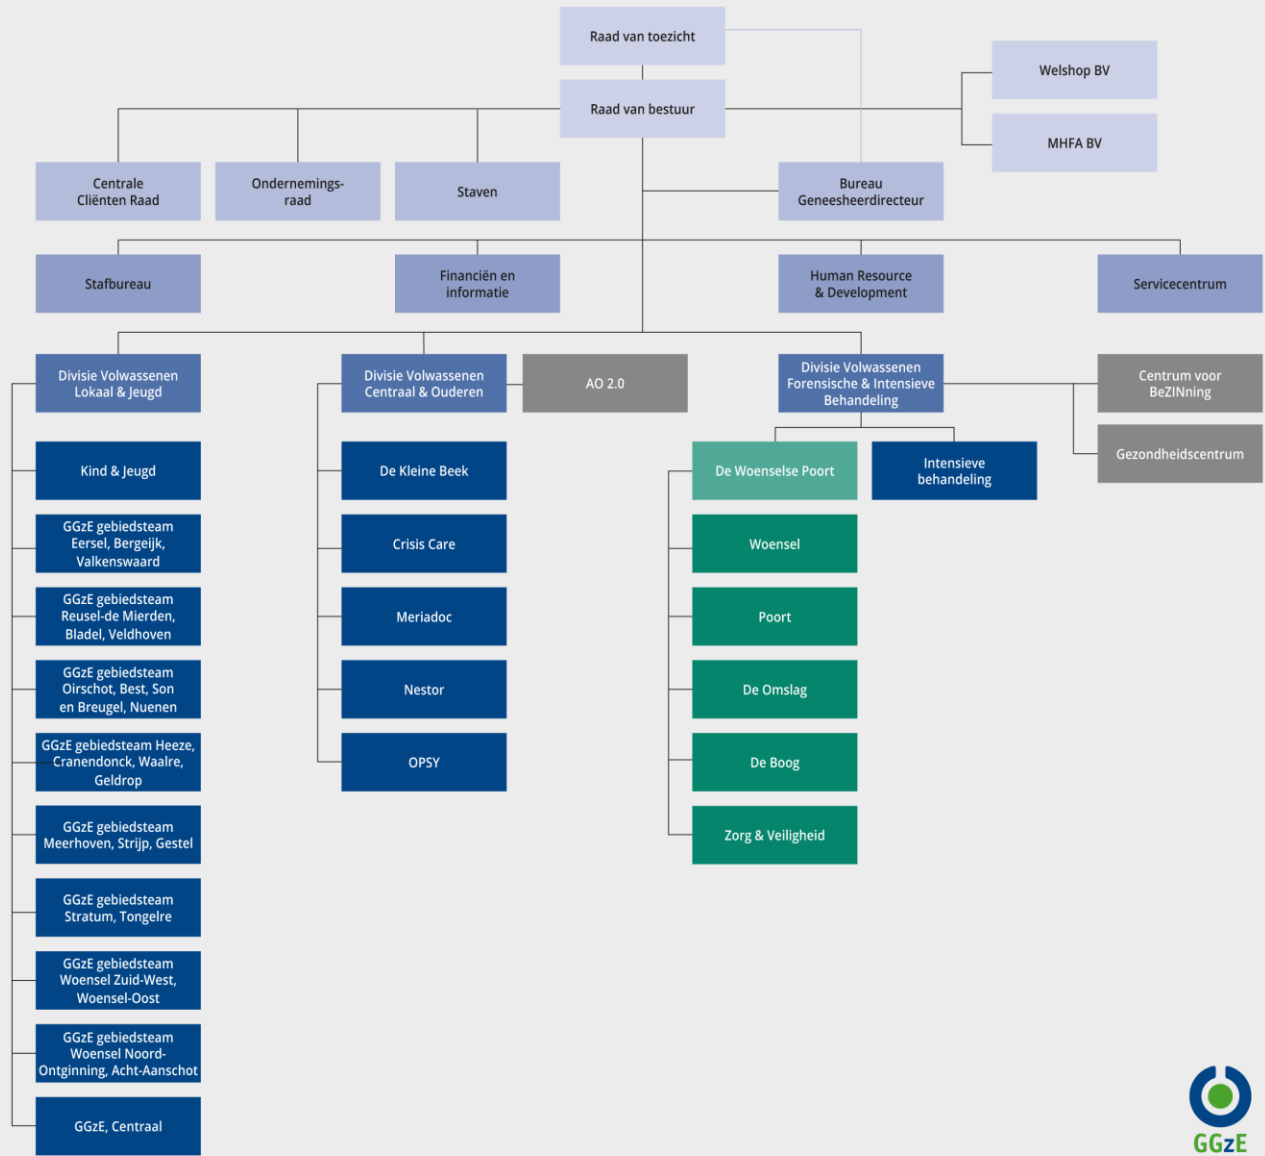 Raad van toezicht
Raad van bestuur
Welshop BV
MHFA BV
Centrale
Cliënten Raad
Ondernemings-
raad
Staven
Bureau
Geneesheerdirecteur
Stafbureau
Financiën en
informatie
Human Resource
& Development
Servicecentrum
Divisie Volwassenen
Lokaal & Jeugd
Divisie Volwassenen
Centraal & Ouderen
AO 2.0
Divisie Volwassenen
Forensische & Intensieve
Behandeling
Centrum voor
BeZINning
Gezondheidscentrum
Kind & Jeugd
GGzE gebiedsteam
Eersel, Bergeijk,
Valkenswaard
GGzE gebiedsteam
Reusel-de Mierden,
Bladel, Veldhoven
GGzE gebiedsteam
Oirschot, Best, Son
en Breugel, Nuenen
GGzE gebiedsteam Heeze,
Cranendonck, Waalre,
Geldrop
GGzE gebiedsteam
Meerhoven, Strijp, Gestel
GGzE gebiedsteam
Stratum, Tongelre
GGzE gebiedsteam
Woensel Zuid-West,
Woensel-Oost
GGzE gebiedsteam
Woensel Noord-
Ontginning, Acht-Aanschot
GGzE, Centraal
De Kleine Beek
Crisis Care
Meriadoc
Nestor
OPSY
De Woenselse Poort
Intensieve
behandeling
Woensel
Poort
De Omslag
De Boog
Zorg & Veiligheid
GGzE